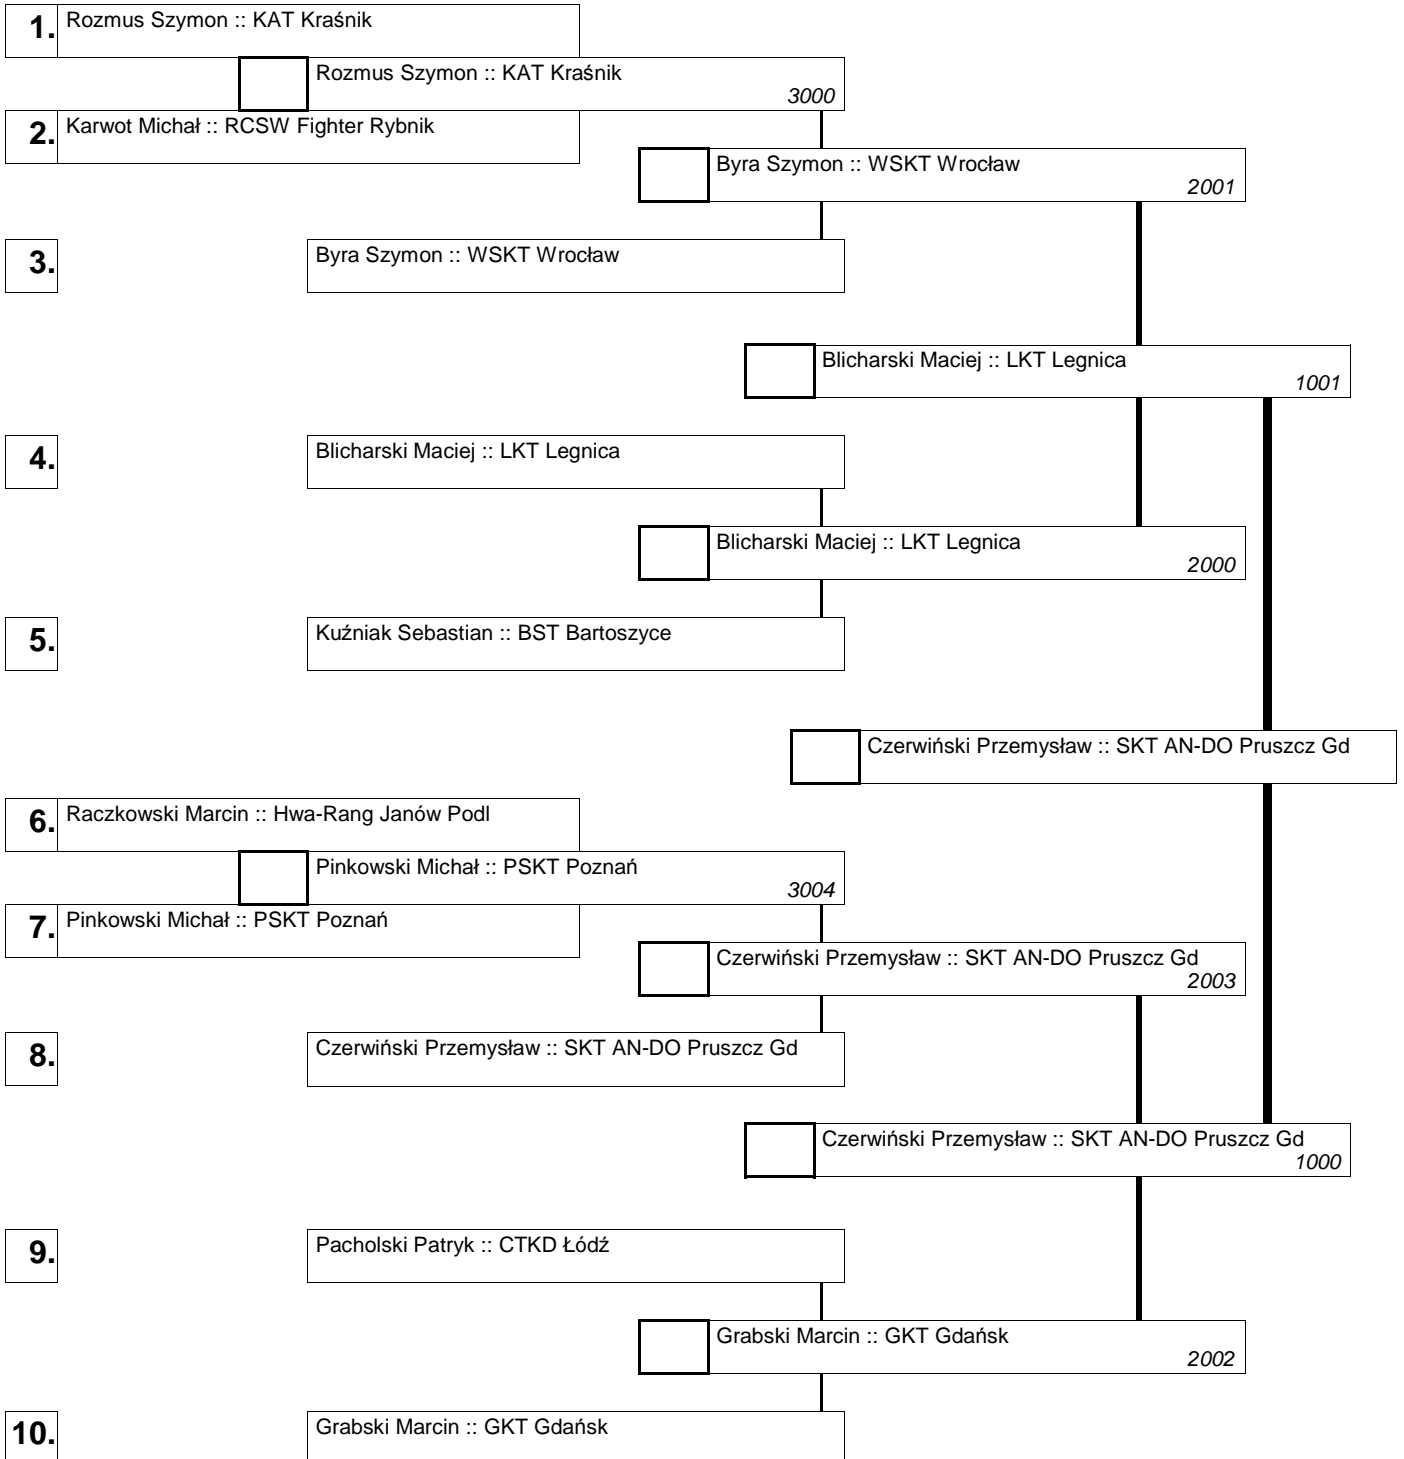 1. Rozmus Szymon :: KAT Kraśnik
Rozmus Szymon :: KAT Kraśnik
3000
2. Karwot Michał :: RCSW Fighter Rybnik
Byra Szymon :: WSKT Wrocław
2001
3. Byra Szymon :: WSKT Wrocław
Blicharski Maciej :: LKT Legnica
1001
4. Blicharski Maciej :: LKT Legnica
Blicharski Maciej :: LKT Legnica
2000
5. Kuźniak Sebastian :: BST Bartoszyce
Czerwiński Przemysław :: SKT AN-DO Pruszcz Gd
6. Raczkowski Marcin :: Hwa-Rang Janów Podl
Pinkowski Michał :: PSKT Poznań
3004
7. Pinkowski Michał :: PSKT Poznań
Czerwiński Przemysław :: SKT AN-DO Pruszcz Gd
2003
8. Czerwiński Przemysław :: SKT AN-DO Pruszcz Gd
Czerwiński Przemysław :: SKT AN-DO Pruszcz Gd
1000
9. Pacholski Patryk :: CTKD Łódź
Grabski Marcin :: GKT Gdańsk
2002
10. Grabski Marcin :: GKT Gdańsk